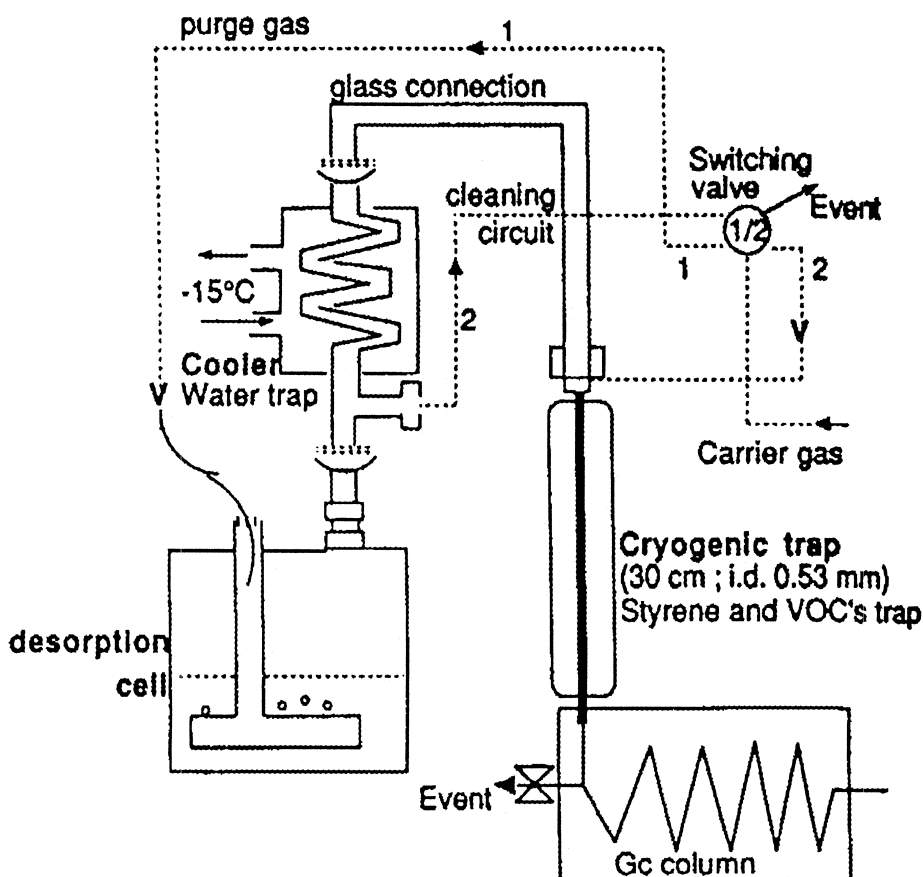 purge gas
1
glass connection
Switching
valve
Event
cleaning
circuit
1/2
1
2
-15°C
2
V
Cooler
Water trap
V
Carrier gas
Cryogenic trap
(30 cm ; i.d. 0.53 mm)
Styrene and VOC's trap
desorption
cell
Event
Gc column